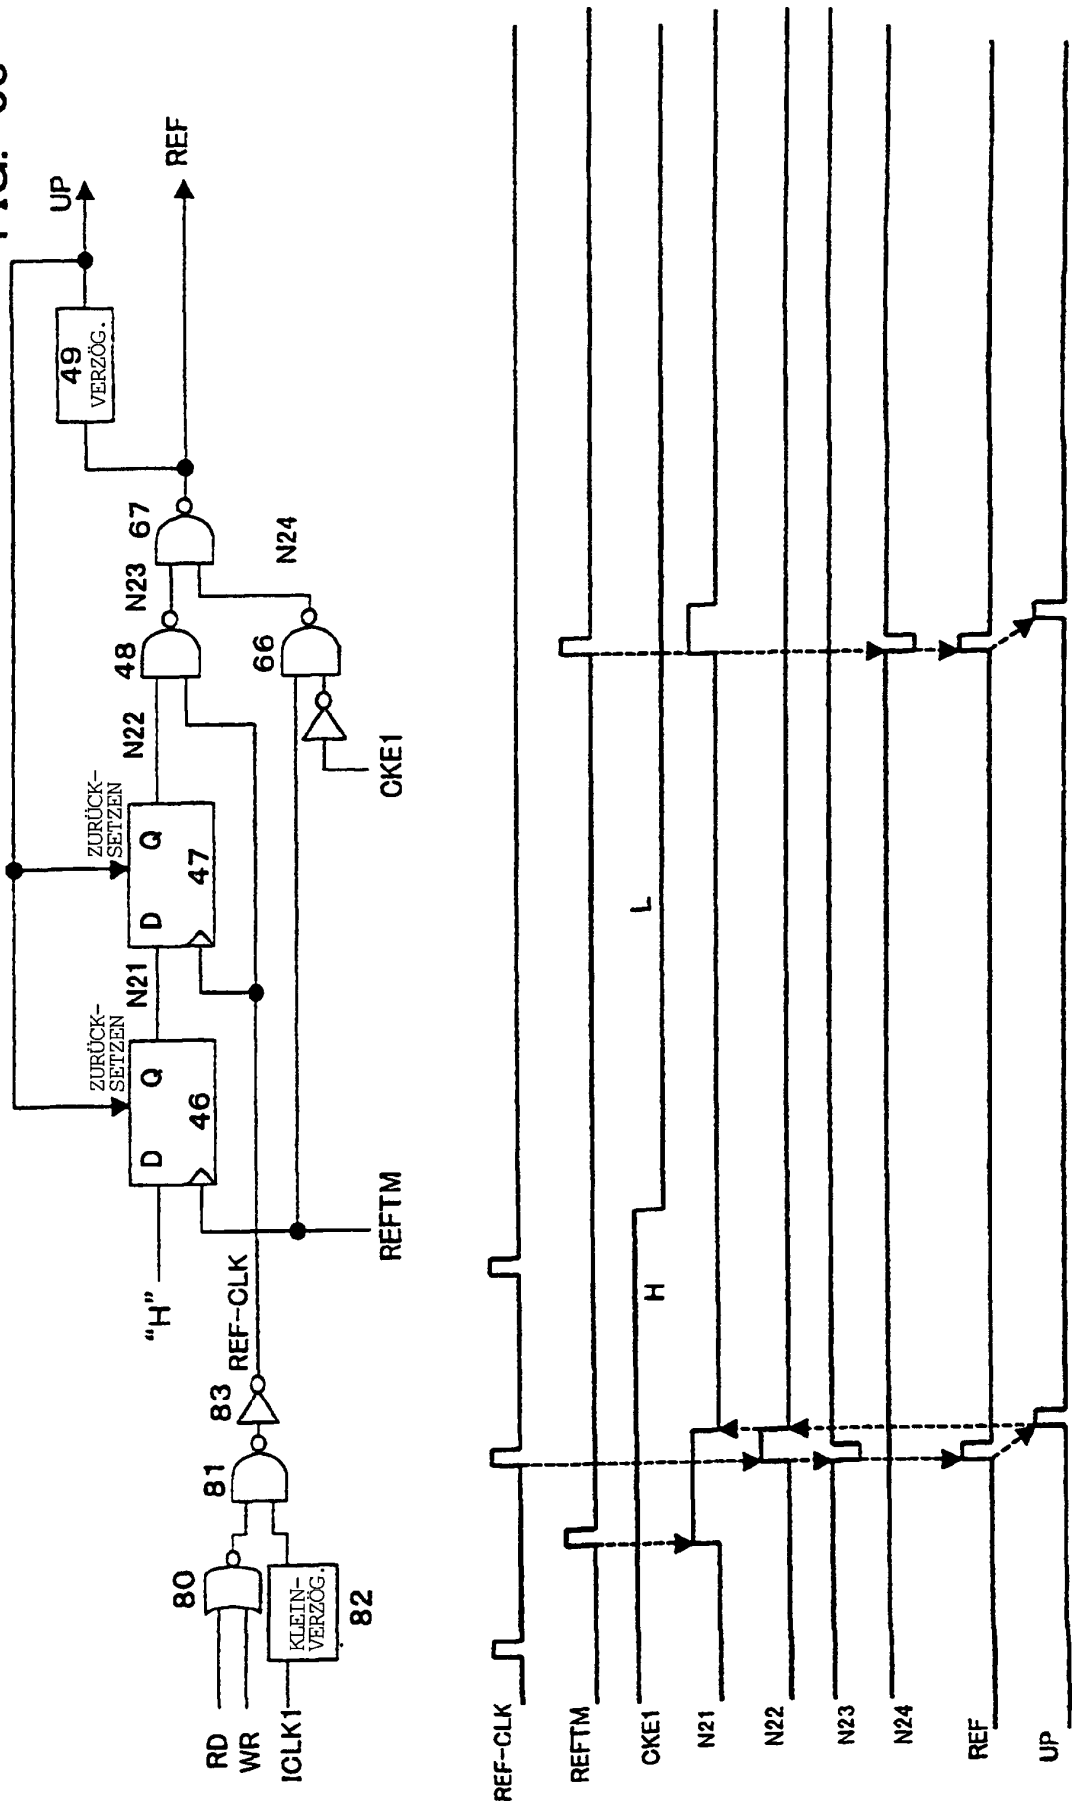 UP
REF
49
VERZÖG.
67
N23
N24
48
66
N22
CKE1
ZURÜCK-
SETZEN
D Q
47
N21
ZURÜCK-
SETZEN
D Q
46
"H"
REFTM
REF-CLK
83
81
80
KLEIN-
VERZÖG.
82
RD
WR
ICLK1
REF-CLK
REFTM
CKE1
H
L
N21
N22
N23
N24
REF
UP